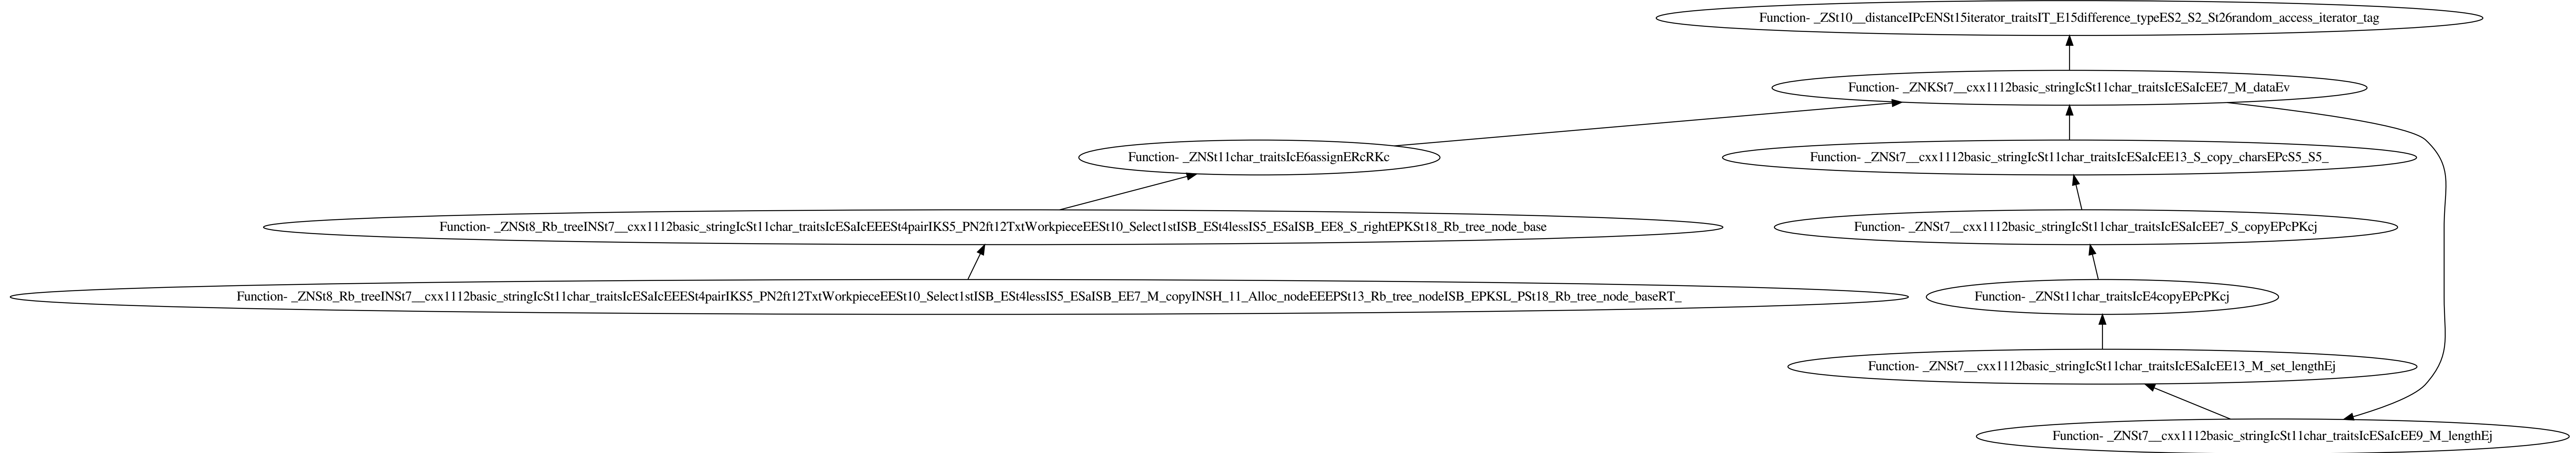 Function- _ZSt10__distanceIPcENSt15iterator_traitsIT_E15difference_typeES2_S2_St26random_access_iterator_tag
Function- _ZNKSt7__cxx1112basic_stringIcSt11char_traitsIcESaIcEE7_M_dataEv
Function- _ZNSt11char_traitsIcE6assignERcRKc
Function- _ZNSt7__cxx1112basic_stringIcSt11char_traitsIcESaIcEE13_S_copy_charsEPcS5_S5_
Function- _ZNSt8_Rb_treeINSt7__cxx1112basic_stringIcSt11char_traitsIcESaIcEEESt4pairIKS5_PN2ft12TxtWorkpieceEESt10_Select1stISB_ESt4lessIS5_ESaISB_EE8_S_rightEPKSt18_Rb_tree_node_base
Function- _ZNSt7__cxx1112basic_stringIcSt11char_traitsIcESaIcEE7_S_copyEPcPKcj
Function- _ZNSt8_Rb_treeINSt7__cxx1112basic_stringIcSt11char_traitsIcESaIcEEESt4pairIKS5_PN2ft12TxtWorkpieceEESt10_Select1stISB_ESt4lessIS5_ESaISB_EE7_M_copyINSH_11_Alloc_nodeEEEPSt13_Rb_tree_nodeISB_EPKSL_PSt18_Rb_tree_node_baseRT_
Function- _ZNSt11char_traitsIcE4copyEPcPKcj
Function- _ZNSt7__cxx1112basic_stringIcSt11char_traitsIcESaIcEE13_M_set_lengthEj
Function- _ZNSt7__cxx1112basic_stringIcSt11char_traitsIcESaIcEE9_M_lengthEj